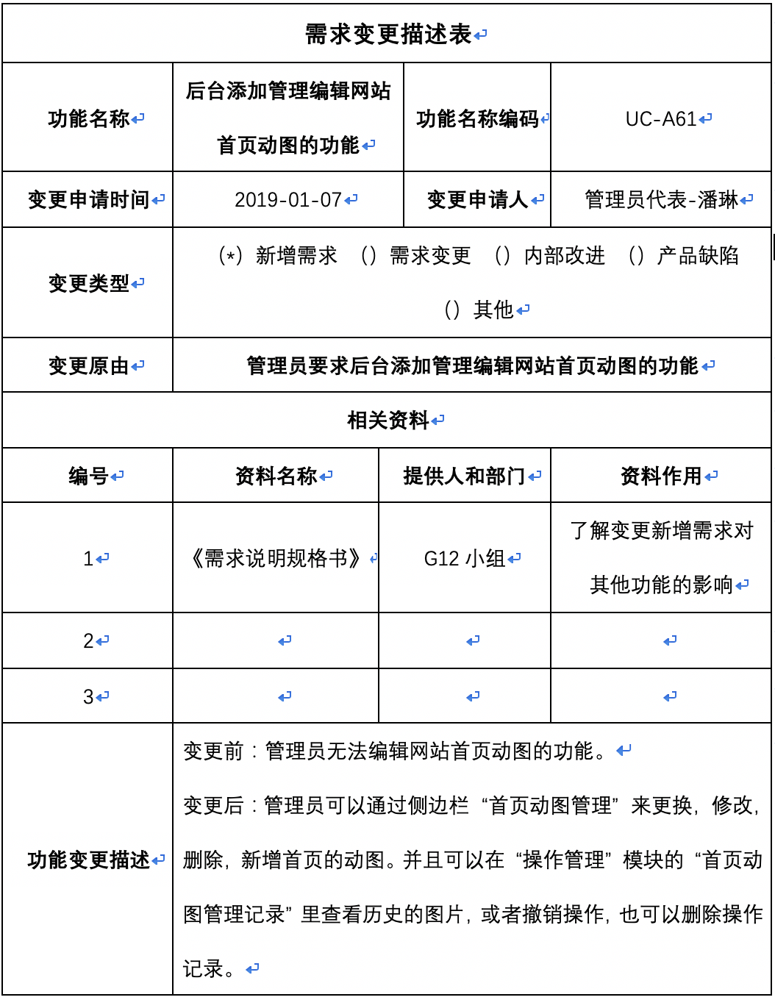 需求变更描述表
功能名称
后台添加管理编辑网站
首页动图的功能
功能名称编码
UC-A61
变更申请时间
2019-01-07
变更申请人
管理员代表-潘琳
变更类型
（*）新增需求 （）需求变更 （）内部改进 （）产品缺陷
（）其他
变更原由
管理员要求后台添加管理编辑网站首页动图的功能
相关资料
编号
资料名称
提供人和部门
资料作用
1
《需求说明规格书》
G12 小组
了解变更新增需求对
其他功能的影响
2
3
功能变更描述
变更前：管理员无法编辑网站首页动图的功能。
变更后：管理员可以通过侧边栏“首页动图管理”来更换，修改，
删除，新增首页的动图。并且可以在“操作管理”模块的“首页动
图管理记录”里查看历史的图片，或者撤销操作，也可以删除操作
记录。